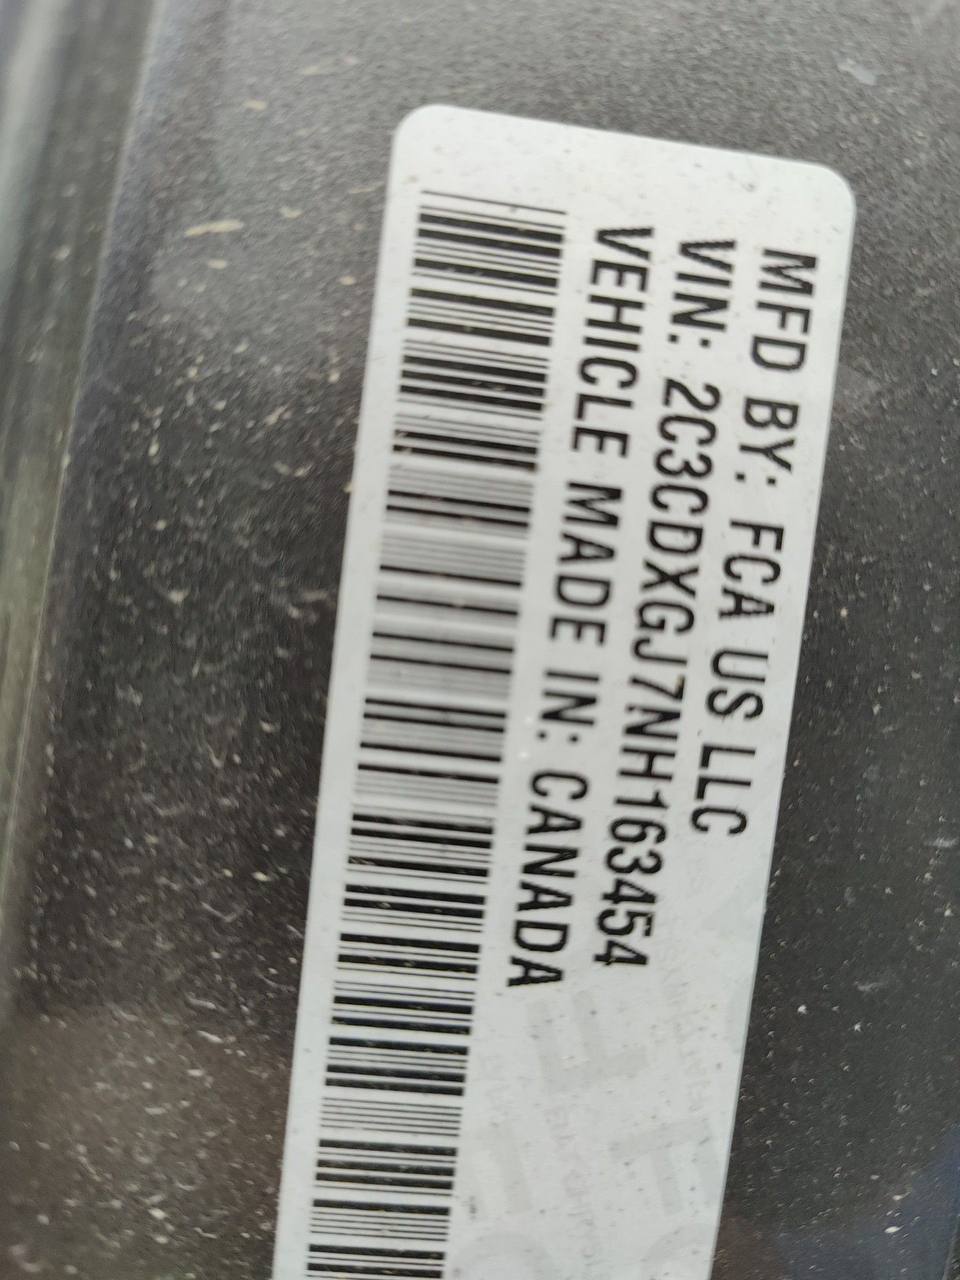 MFD BY: FCA US LLC
VIN: 2C3CDXGJ7NH163454
VEHICLE MADE IN: CANADA